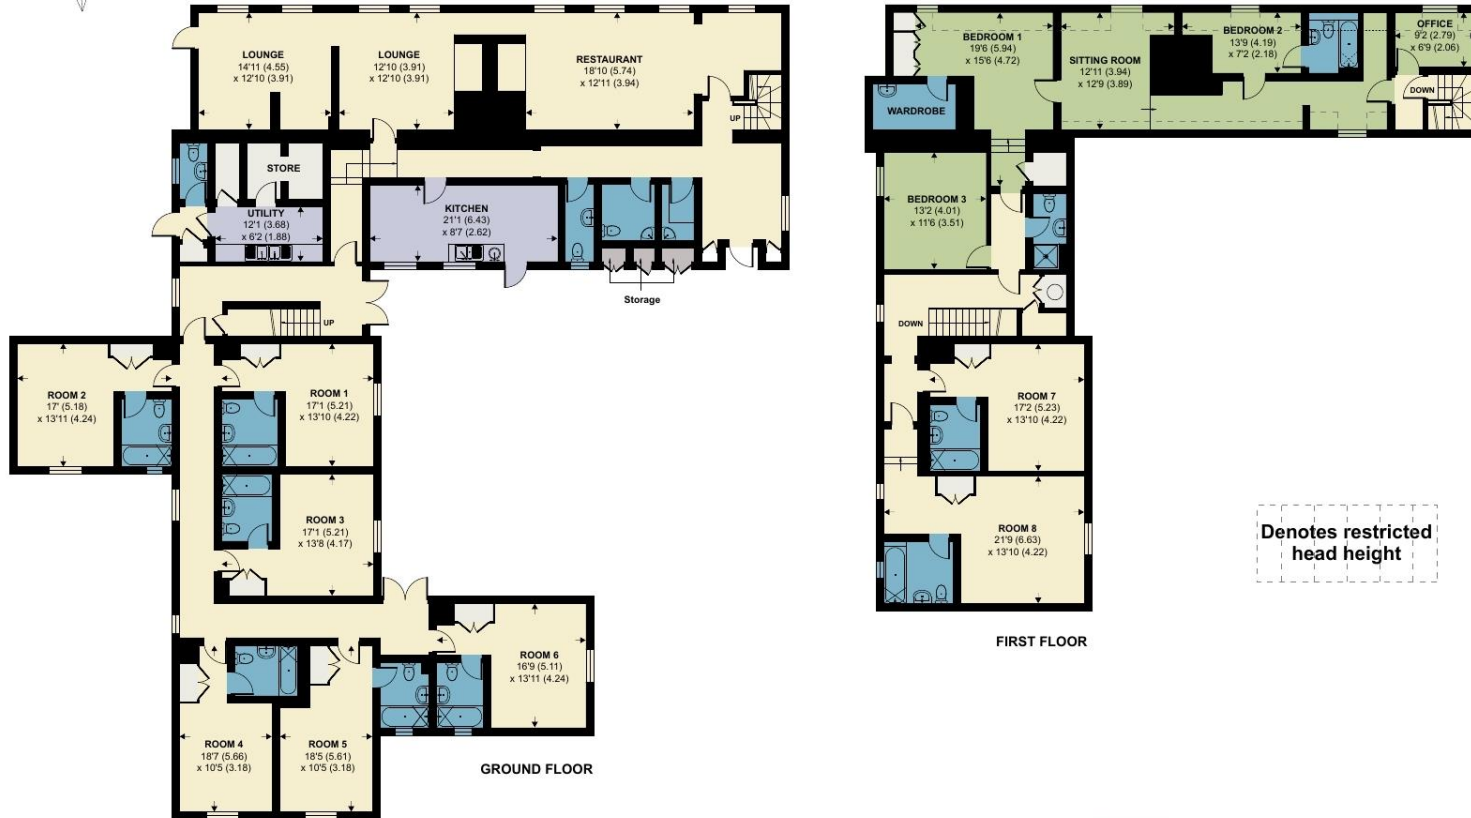 LOUNGE
14'11 (4.55)
x 12'10 (3.91)
LOUNGE
12'10 (3.91)
x 12'10 (3.91)
RESTAURANT
18'10 (5.74)
x 12'11 (3.94)
UP
STORE
UTILITY
12'1 (3.68)
x 6'2 (1.88)
KITCHEN
21'1 (6.43)
x 8'7 (2.62)
Storage
UP
ROOM 2
17' (5.18)
x 13'11 (4.24)
ROOM 1
17'1 (5.21)
x 13'10 (4.22)
ROOM 3
17'1 (5.21)
x 13'8 (4.17)
ROOM 6
16'9 (5.11)
x 13'11 (4.24)
ROOM 4
18'7 (5.66)
x 10'5 (3.18)
ROOM 5
18'5 (5.61)
x 10'5 (3.18)
GROUND FLOOR
BEDROOM 1
19'6 (5.94)
x 15'6 (4.72)
SITTING ROOM
12'11 (3.94)
x 12'9 (3.89)
BEDROOM 2
13'9 (4.19)
x 7'2 (2.18)
OFFICE
9'2 (2.79)
x 6'9 (2.06)
DOWN
WARDROBE
BEDROOM 3
13'2 (4.01)
x 11'6 (3.51)
DOWN
ROOM 7
17'2 (5.23)
x 13'10 (4.22)
ROOM 8
21'9 (6.63)
x 13'10 (4.22)
FIRST FLOOR
Denotes restricted
head height